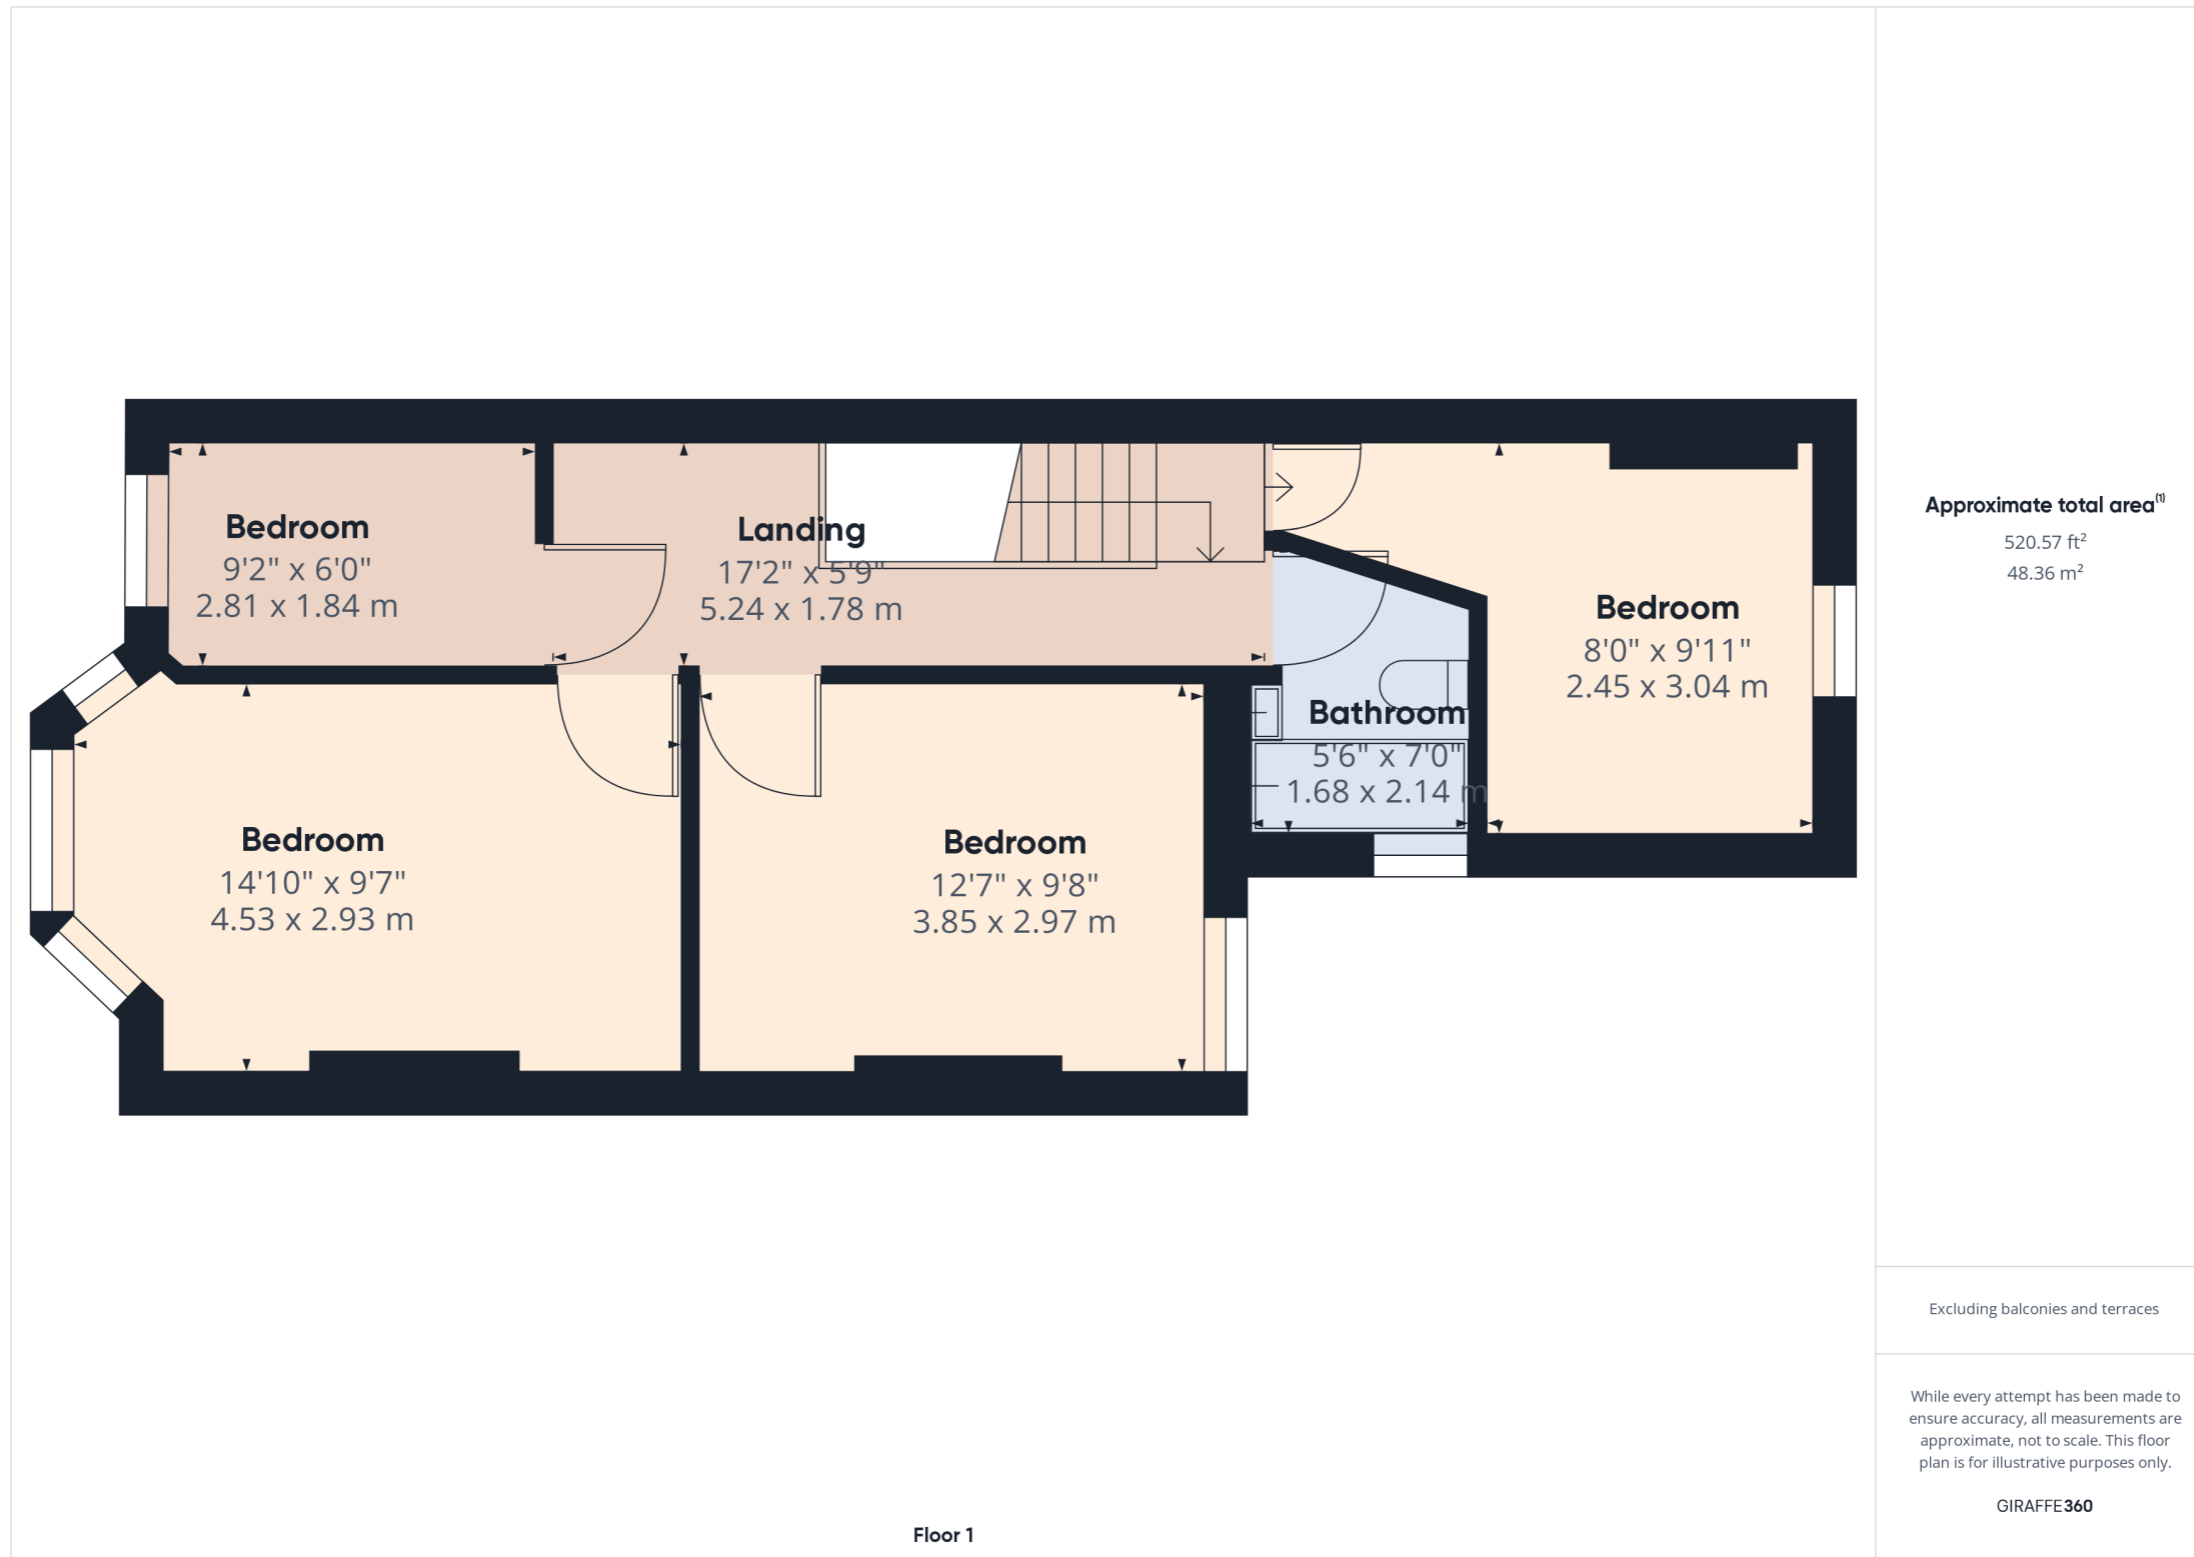 Bedroom
9'2" x 6'0"
2.81 x 1.84 m
Landing
17'2" x 5'9"
5.24 x 1.78 m
Bedroom
8'0" x 9'11"
2.45 x 3.04 m
Bathroom
5'6" x 7'0"
1.68 x 2.14 m
Bedroom
14'10" x 9'7"
4.53 x 2.93 m
Bedroom
12'7" x 9'8"
3.85 x 2.97 m
Floor 1
Approximate total area⁽¹⁾
520.57 ft²
48.36 m²
Excluding balconies and terraces
While every attempt has been made to
ensure accuracy, all measurements are
approximate, not to scale. This floor
plan is for illustrative purposes only.
GIRAFFE360